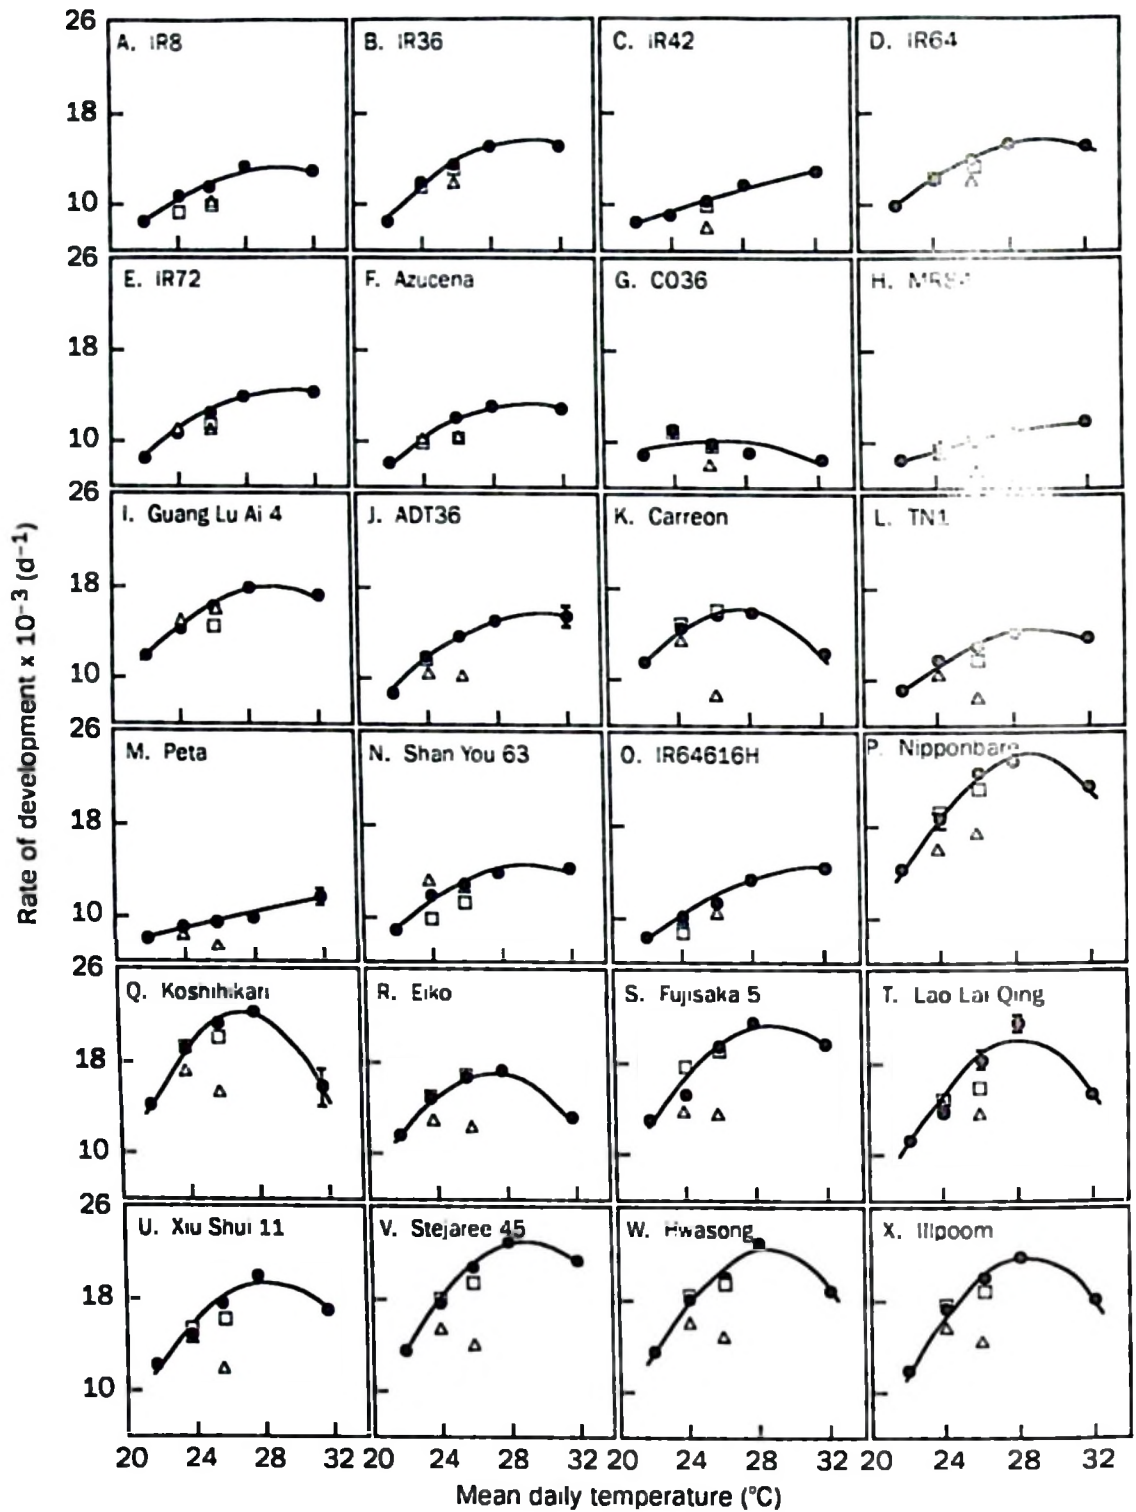 26
A. IR8
B. IR36
C. IR42
D. IR64
18
10
26
E. IR72
F. Azucena
G. CO36
H. MR84
18
10
26
I. Guang Lu Ai 4
J. ADT36
K. Carreon
L. TN1
18
10
26
M. Peta
N. Shan You 63
O. IR64616H
P. Nipponbare
18
10
26
Q. Koshihikari
R. Eiko
S. Fujisaka 5
T. Lao Lai Qing
18
10
26
U. Xiu Shui 11
V. Stejaree 45
W. Hwasong
X. Illpoom
18
10
20 24 28 32 20 24 28 32 20 24 28 32 20 24 28 32
Mean daily temperature (°C)
Rate of development x 10⁻³ (d⁻¹)